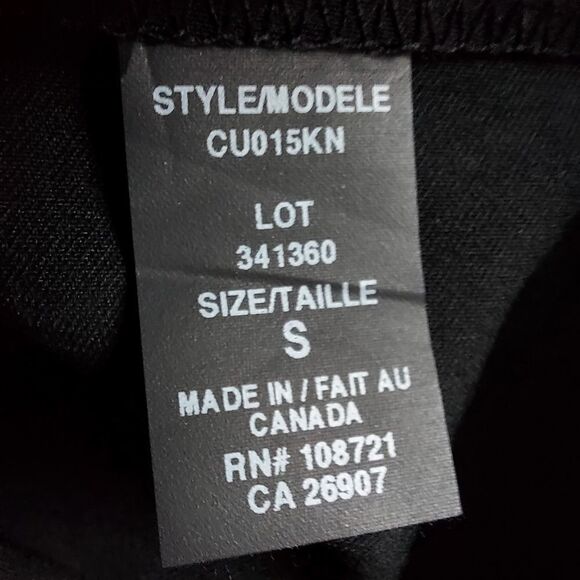 STYLE/MODELE
CU015KN
LOT
341360
SIZE/TAILLE
S
MADE IN / FAIT AU
CANADA
RN# 108721
CA 26907